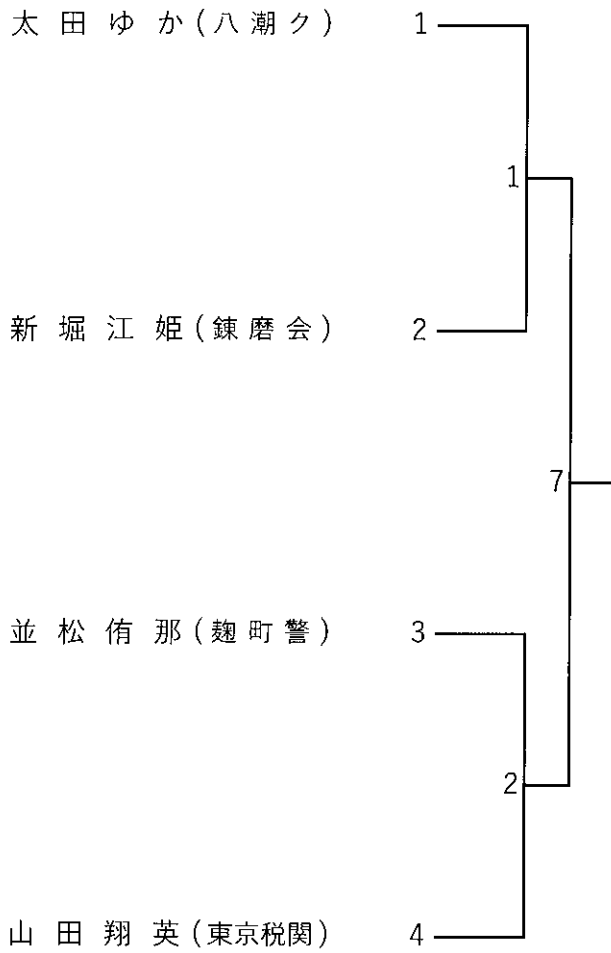 太田ゆか(八潮ク) 1
1
新堀江姫(錬磨会) 2
7
並松侑那(麹町警) 3
2
山田翔英(東京税関) 4